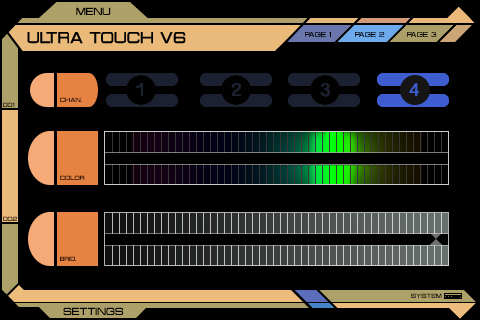 MENU
ULTRA TOUCH V6
PAGE 1 PAGE 2 PAGE 3
CHAN. 1 2 3 4
001
COLOR
002
BRID.
SYSTEM
SETTINGS